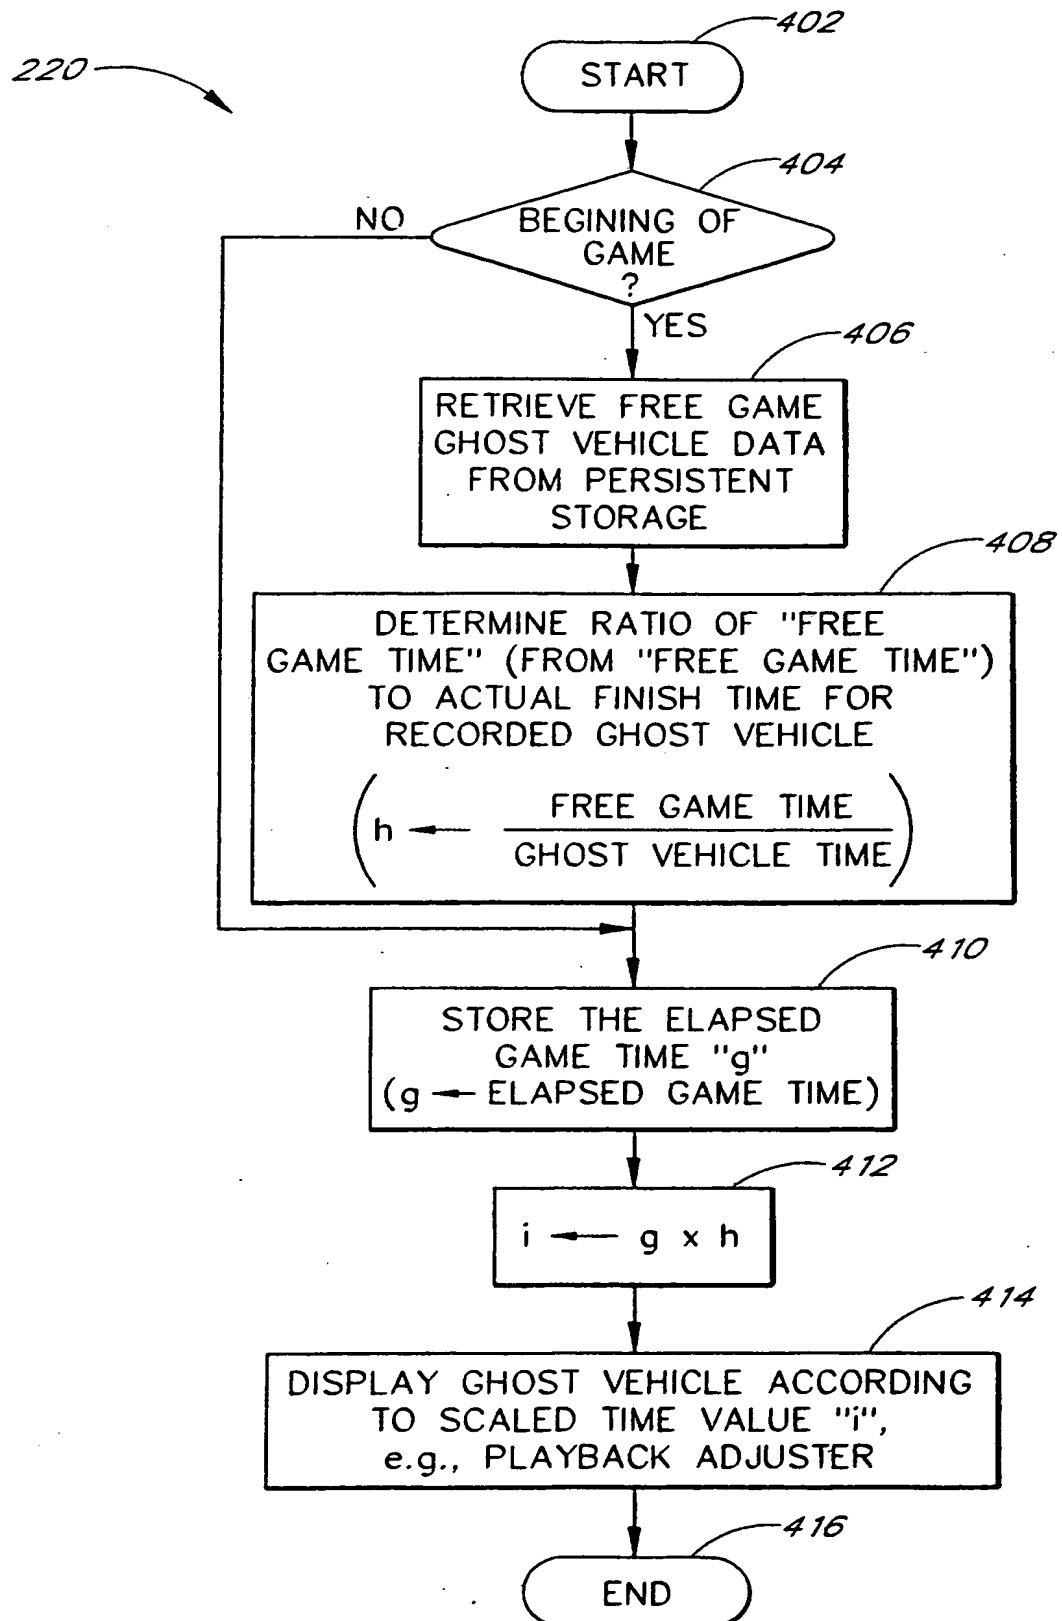 402
220
START
404
NO
BEGINING OF
GAME
?
YES
406
RETRIEVE FREE GAME
GHOST VEHICLE DATA
FROM PERSISTENT
STORAGE
408
DETERMINE RATIO OF "FREE
GAME TIME" (FROM "FREE GAME TIME")
TO ACTUAL FINISH TIME FOR
RECORDED GHOST VEHICLE
(h ← FREE GAME TIME
GHOST VEHICLE TIME)
410
STORE THE ELAPSED
GAME TIME "g"
(g ← ELAPSED GAME TIME)
412
i ← g x h
414
DISPLAY GHOST VEHICLE ACCORDING
TO SCALED TIME VALUE "i",
e.g., PLAYBACK ADJUSTER
416
END